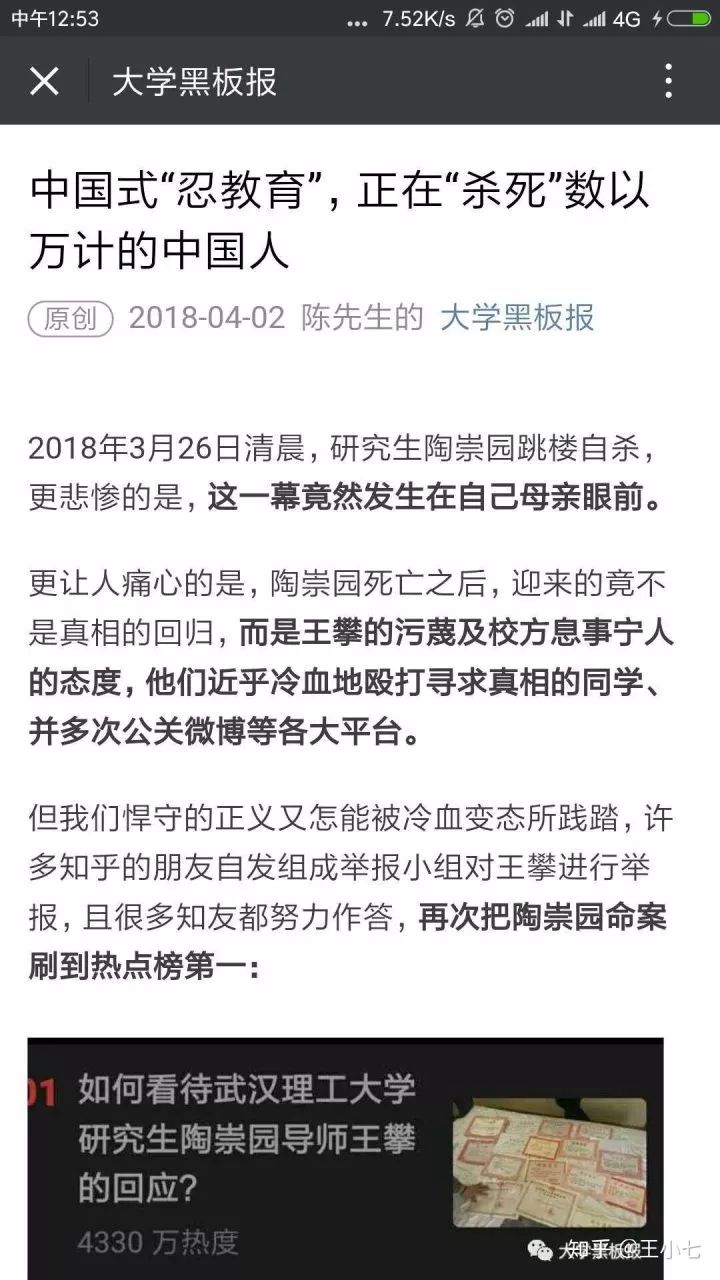 中午12:53
... 7.52K/s 4G
大学黑板报
中国式“忍教育”，正在“杀死”数以
万计的中国人
原创 2018-04-02 陈先生的 大学黑板报
2018年3月26日清晨，研究生陶崇园跳楼自杀，
更悲惨的是，这一幕竟然发生在自己母亲眼前。
更让人痛心的是，陶崇园死亡之后，迎来的竟不
是真相的回归，而是王攀的污蔑及校方息事宁人
的态度，他们近乎冷血地殴打寻求真相的同学、
并多次公关微博等各大平台。
但我们悍守的正义又怎能被冷血变态所践踏，许
多知乎的朋友自发组成举报小组对王攀进行举
报，且很多知友都努力作答，再次把陶崇园命案
刷到热点榜第一：
01 如何看待武汉理工大学
研究生陶崇园导师王攀
的回应？
4330 万热度
大学黑板报
知乎 @王小七